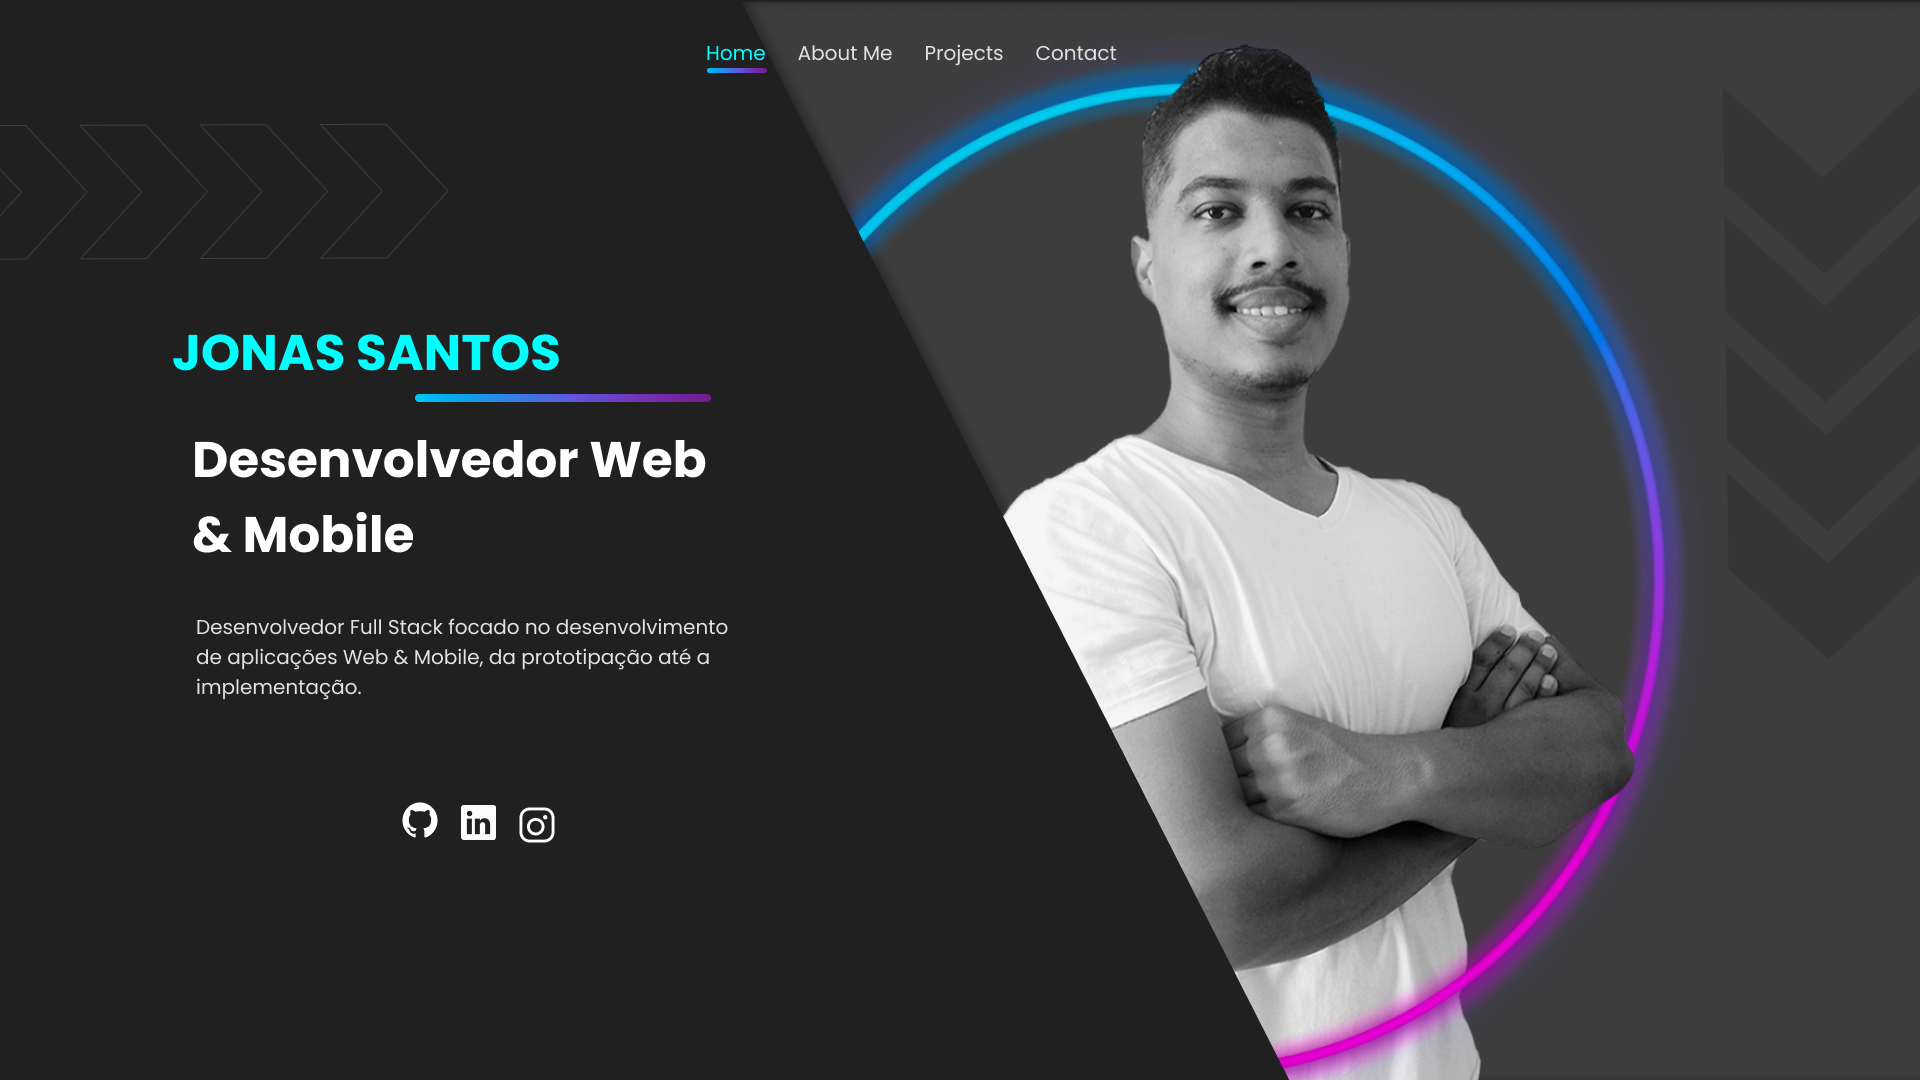 Home About Me Projects Contact
JONAS SANTOS
Desenvolvedor Web
& Mobile
Desenvolvedor Full Stack focado no desenvolvimento
de aplicações Web & Mobile, da prototipação até a
implementação.
in